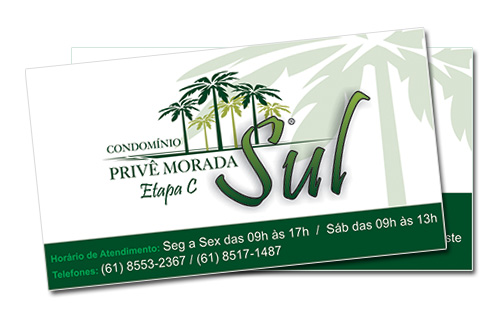 CONDOMÍNIO
PRIVÊ MORADA
Sul®
Etapa C
Horário de Atendimento: Seg a Sex das 09h às 17h / Sáb das 09h às 13h
Telefones: (61) 8553-2367 / (61) 8517-1487